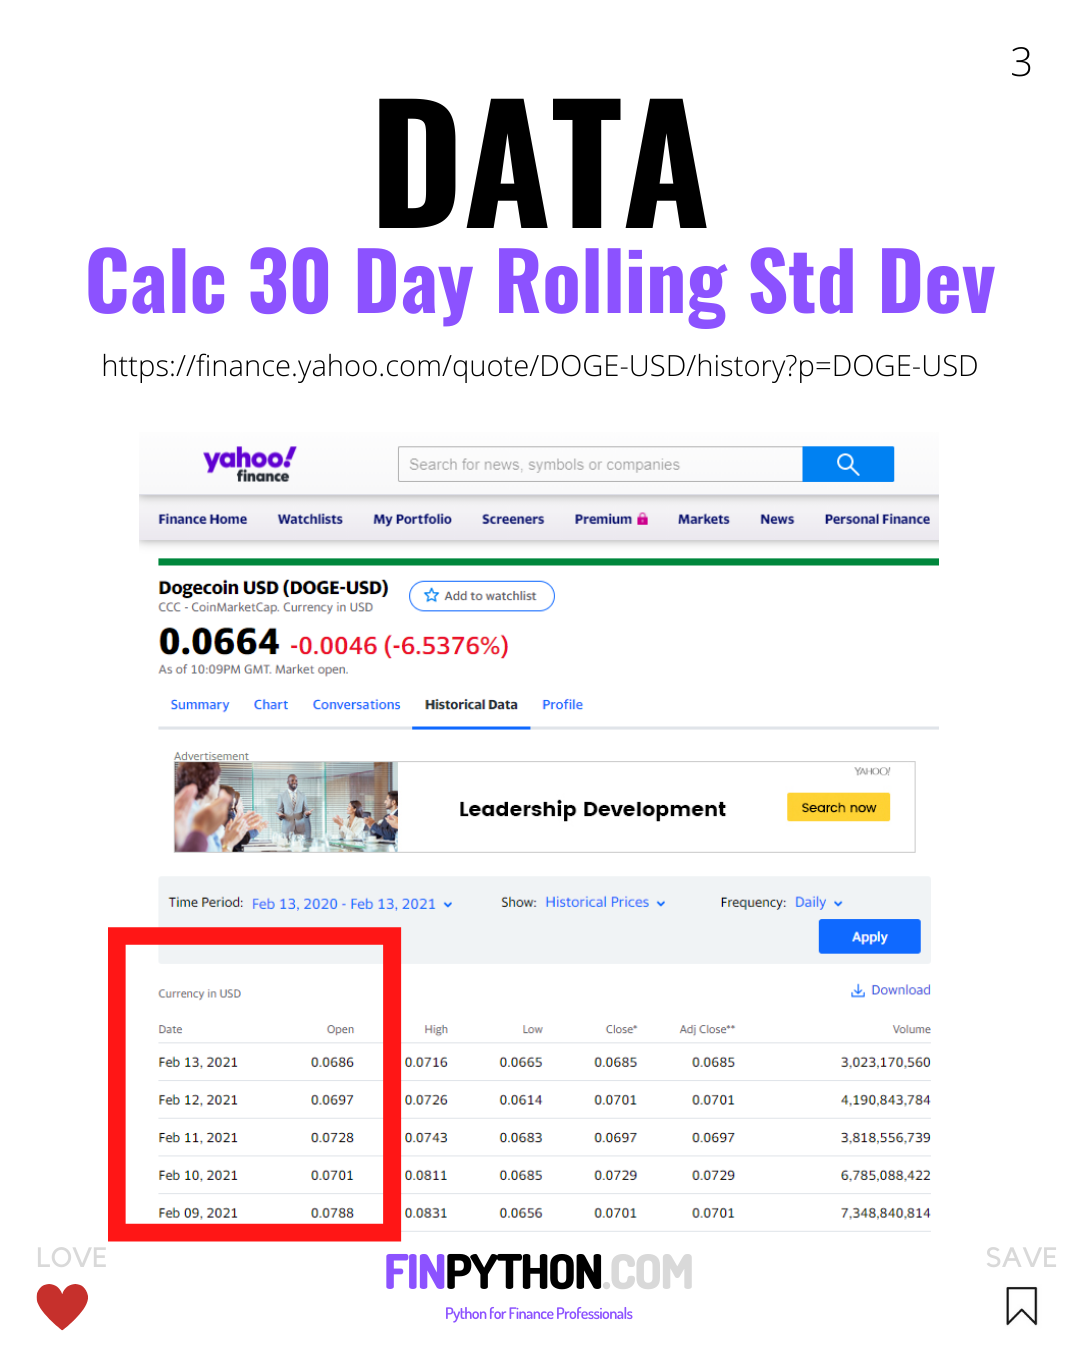 3
DATA
Calc 30 Day Rolling Std Dev
https://finance.yahoo.com/quote/DOGE-USD/history?p=DOGE-USD
yahoo!
finance
Search for news, symbols or companies
Finance Home Watchlists My Portfolio Screeners Premium Markets News Personal Finance
Dogecoin USD (DOGE-USD)
Add to watchlist
CCC - CoinMarketCap. Currency in USD
0.0664 -0.0046 (-6.5376%)
As of 10:09PM GMT. Market open.
Summary Chart Conversations Historical Data Profile
Advertisement
YAHOO!
Leadership Development
Search now
Time Period: Feb 13, 2020 - Feb 13, 2021 Show: Historical Prices Frequency: Daily
Apply
Currency in USD
Download
Date Open High Low Close* Adj Close** Volume
Feb 13, 2021 0.0686 0.0716 0.0665 0.0685 0.0685 3,023,170,560
Feb 12, 2021 0.0697 0.0726 0.0614 0.0701 0.0701 4,190,843,784
Feb 11, 2021 0.0728 0.0743 0.0683 0.0697 0.0697 3,818,556,739
Feb 10, 2021 0.0701 0.0811 0.0685 0.0729 0.0729 6,785,088,422
Feb 09, 2021 0.0788 0.0831 0.0656 0.0701 0.0701 7,348,840,814
LOVE
FINPYTHON.COM
Python for Finance Professionals
SAVE